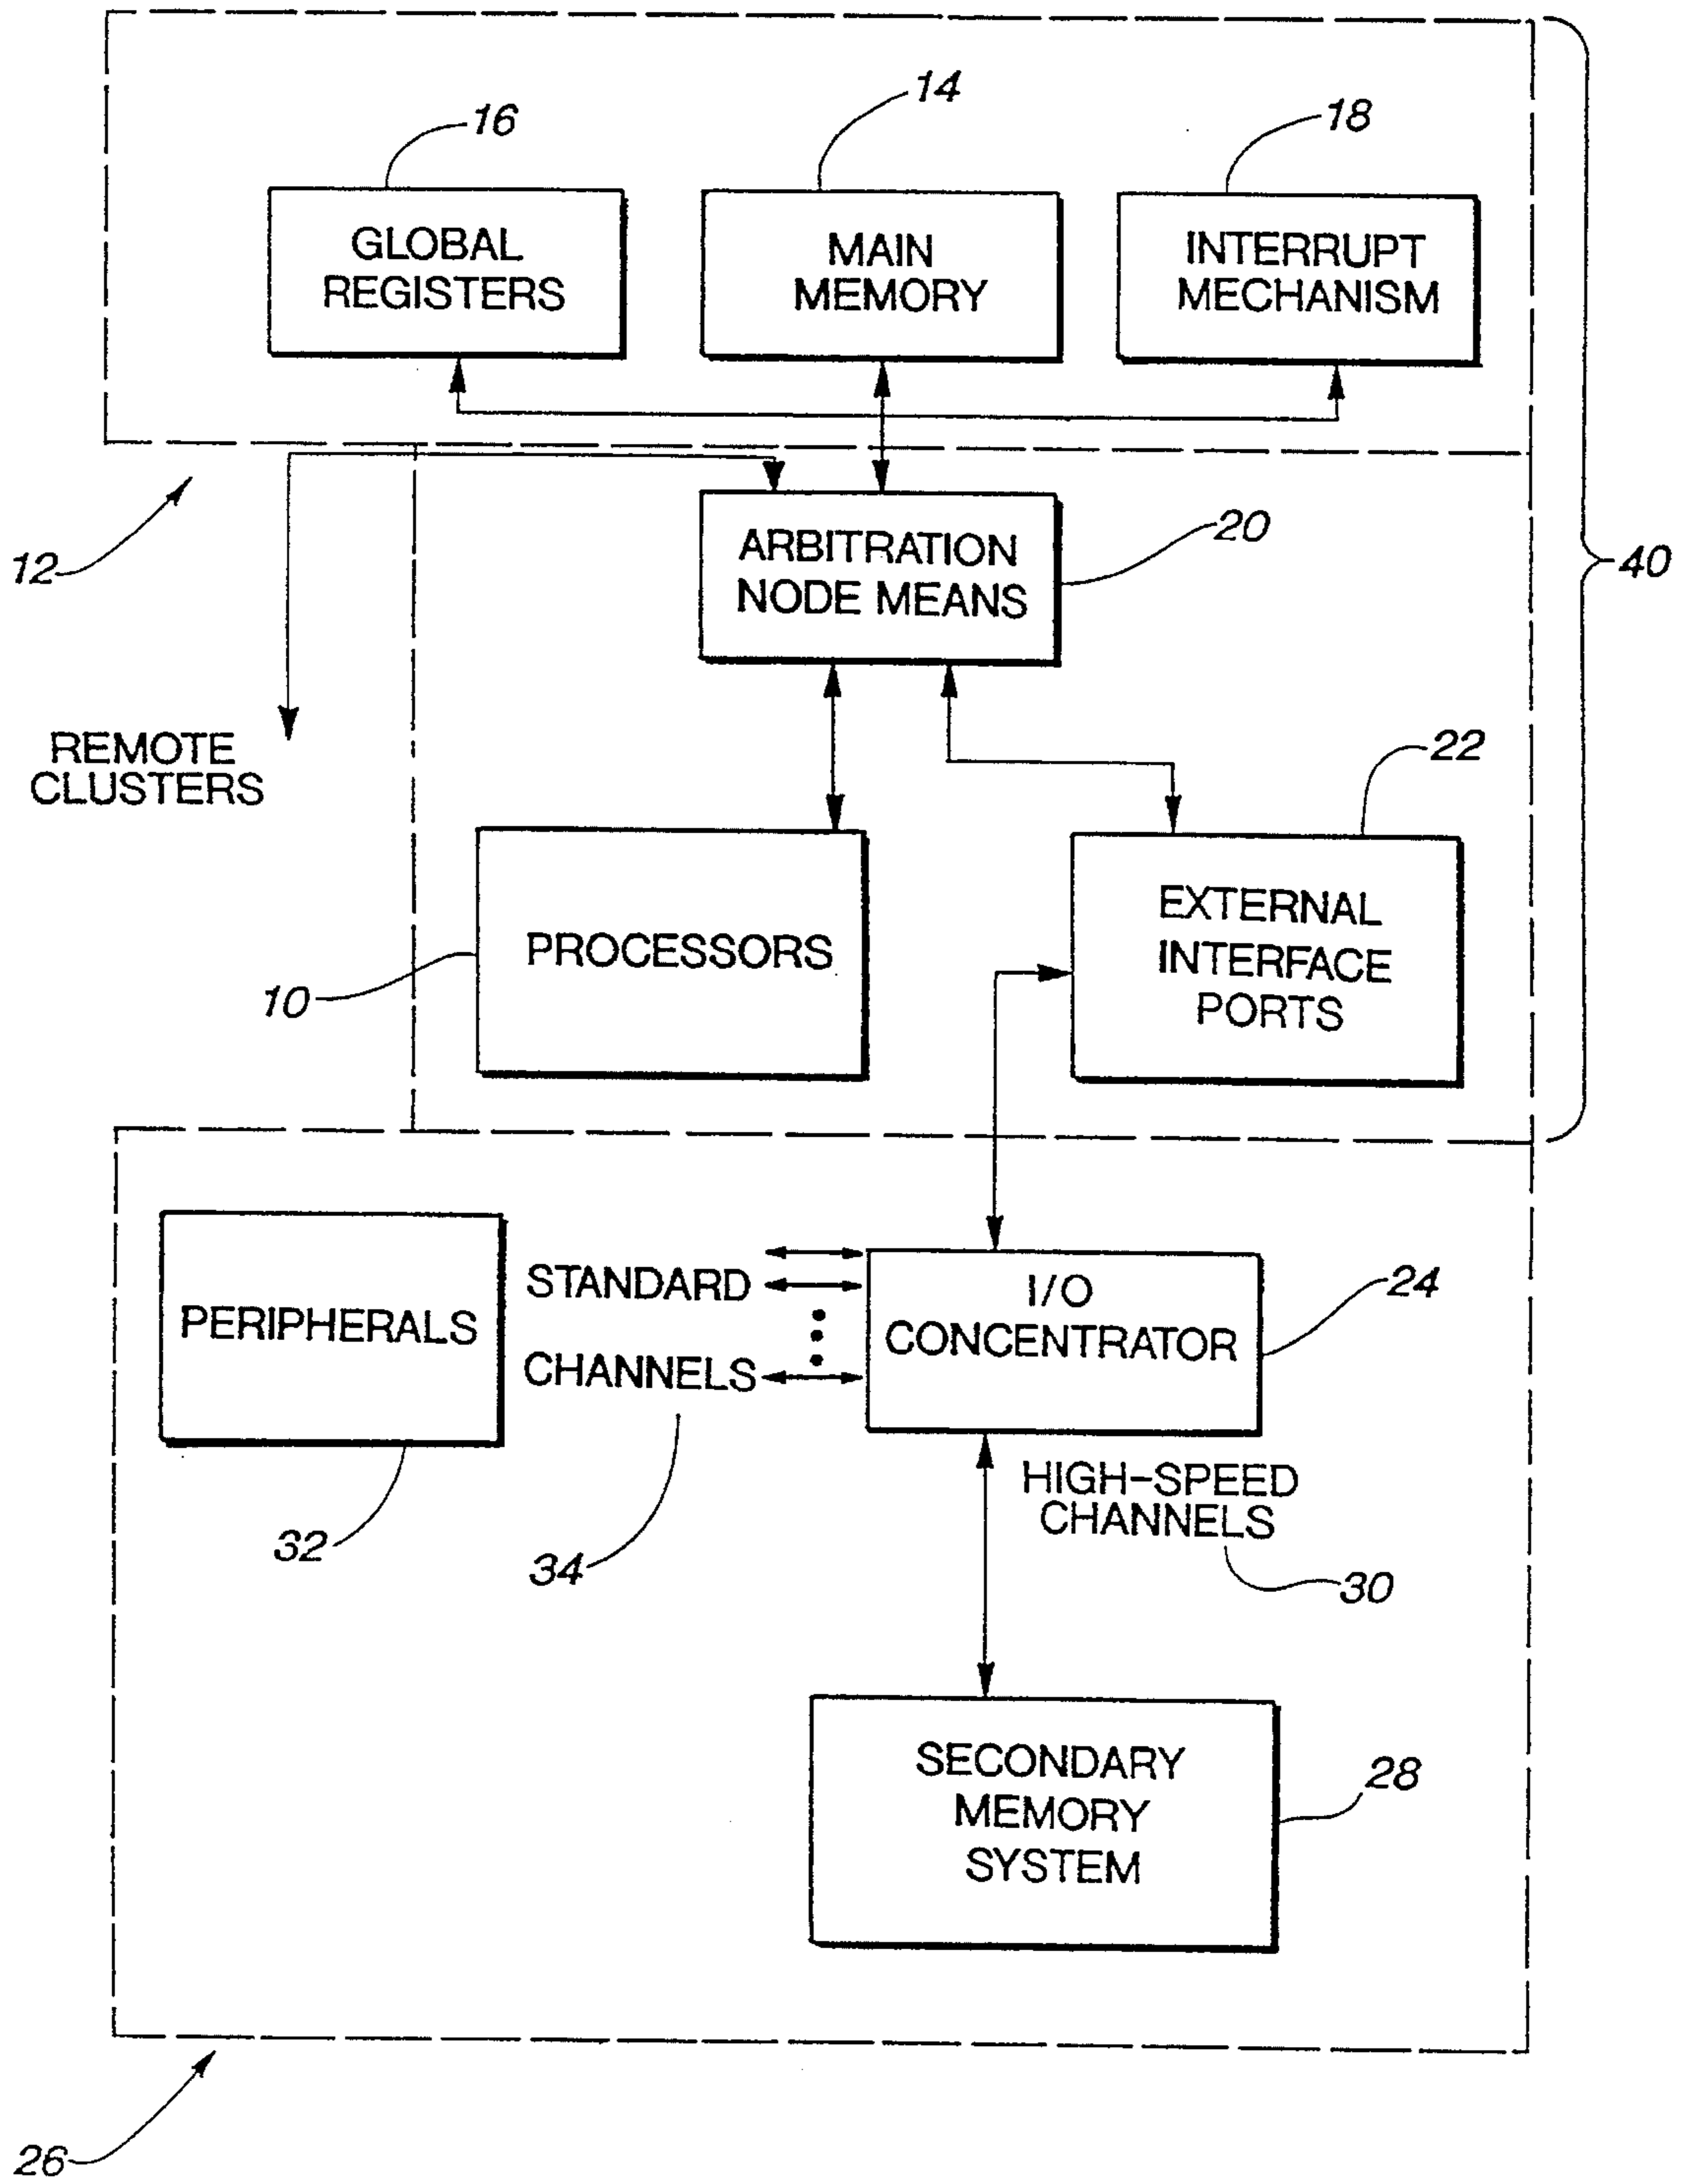 16
14
18
GLOBAL
REGISTERS
MAIN
MEMORY
INTERRUPT
MECHANISM
12
ARBITRATION
NODE MEANS
20
40
REMOTE
CLUSTERS
22
PROCESSORS
10
EXTERNAL
INTERFACE
PORTS
PERIPHERALS
32
STANDARD
CHANNELS
34
I/O
CONCENTRATOR
24
HIGH-SPEED
CHANNELS
30
SECONDARY
MEMORY
SYSTEM
28
26